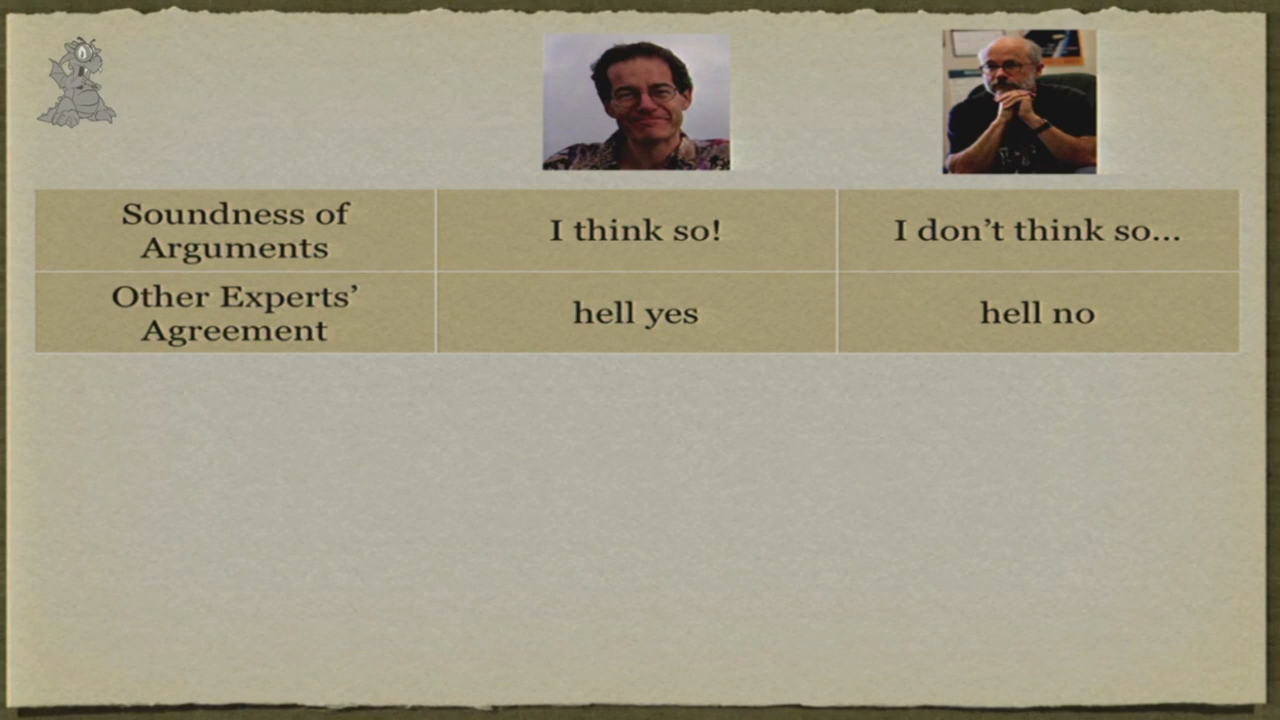 Soundness of
Arguments
I think so!
I don't think so...
Other Experts'
Agreement
hell yes
hell no